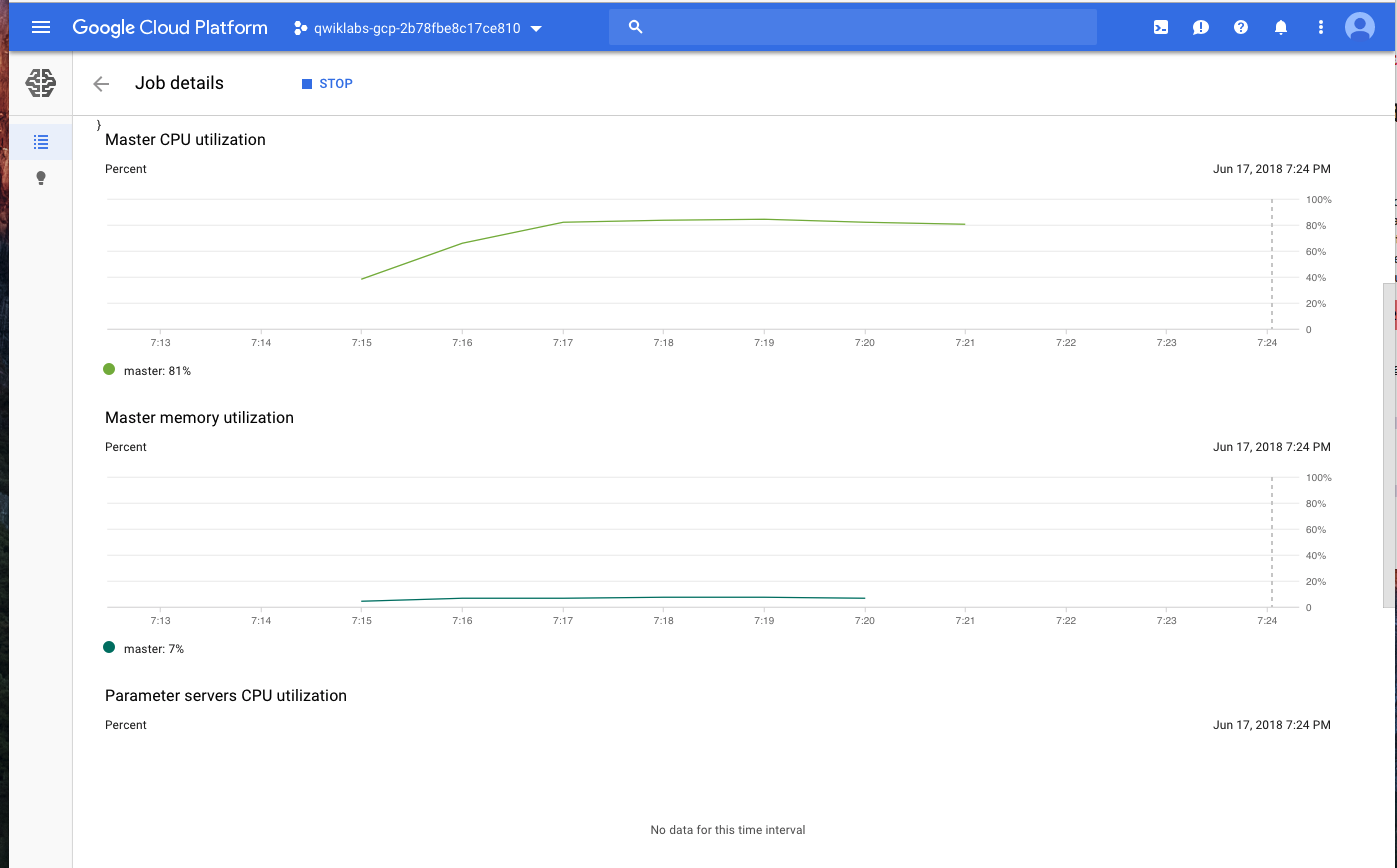 Google Cloud Platform qwiklabs-gcp-2b78fbe8c17ce810
Job details STOP
}
Master CPU utilization
Percent Jun 17, 2018 7:24 PM
100%
80%
60%
40%
20%
0
7:13 7:14 7:15 7:16 7:17 7:18 7:19 7:20 7:21 7:22 7:23 7:24
master: 81%
Master memory utilization
Percent Jun 17, 2018 7:24 PM
100%
80%
60%
40%
20%
0
7:13 7:14 7:15 7:16 7:17 7:18 7:19 7:20 7:21 7:22 7:23 7:24
master: 7%
Parameter servers CPU utilization
Percent Jun 17, 2018 7:24 PM
No data for this time interval